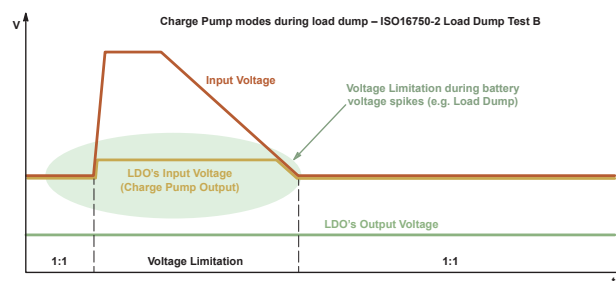 Charge Pump modes during load dump – ISO16750-2 Load Dump Test B
V
Input Voltage
Voltage Limitation during battery
voltage spikes (e.g. Load Dump)
LDO's Input Voltage
(Charge Pump Output)
LDO's Output Voltage
1:1
Voltage Limitation
1:1